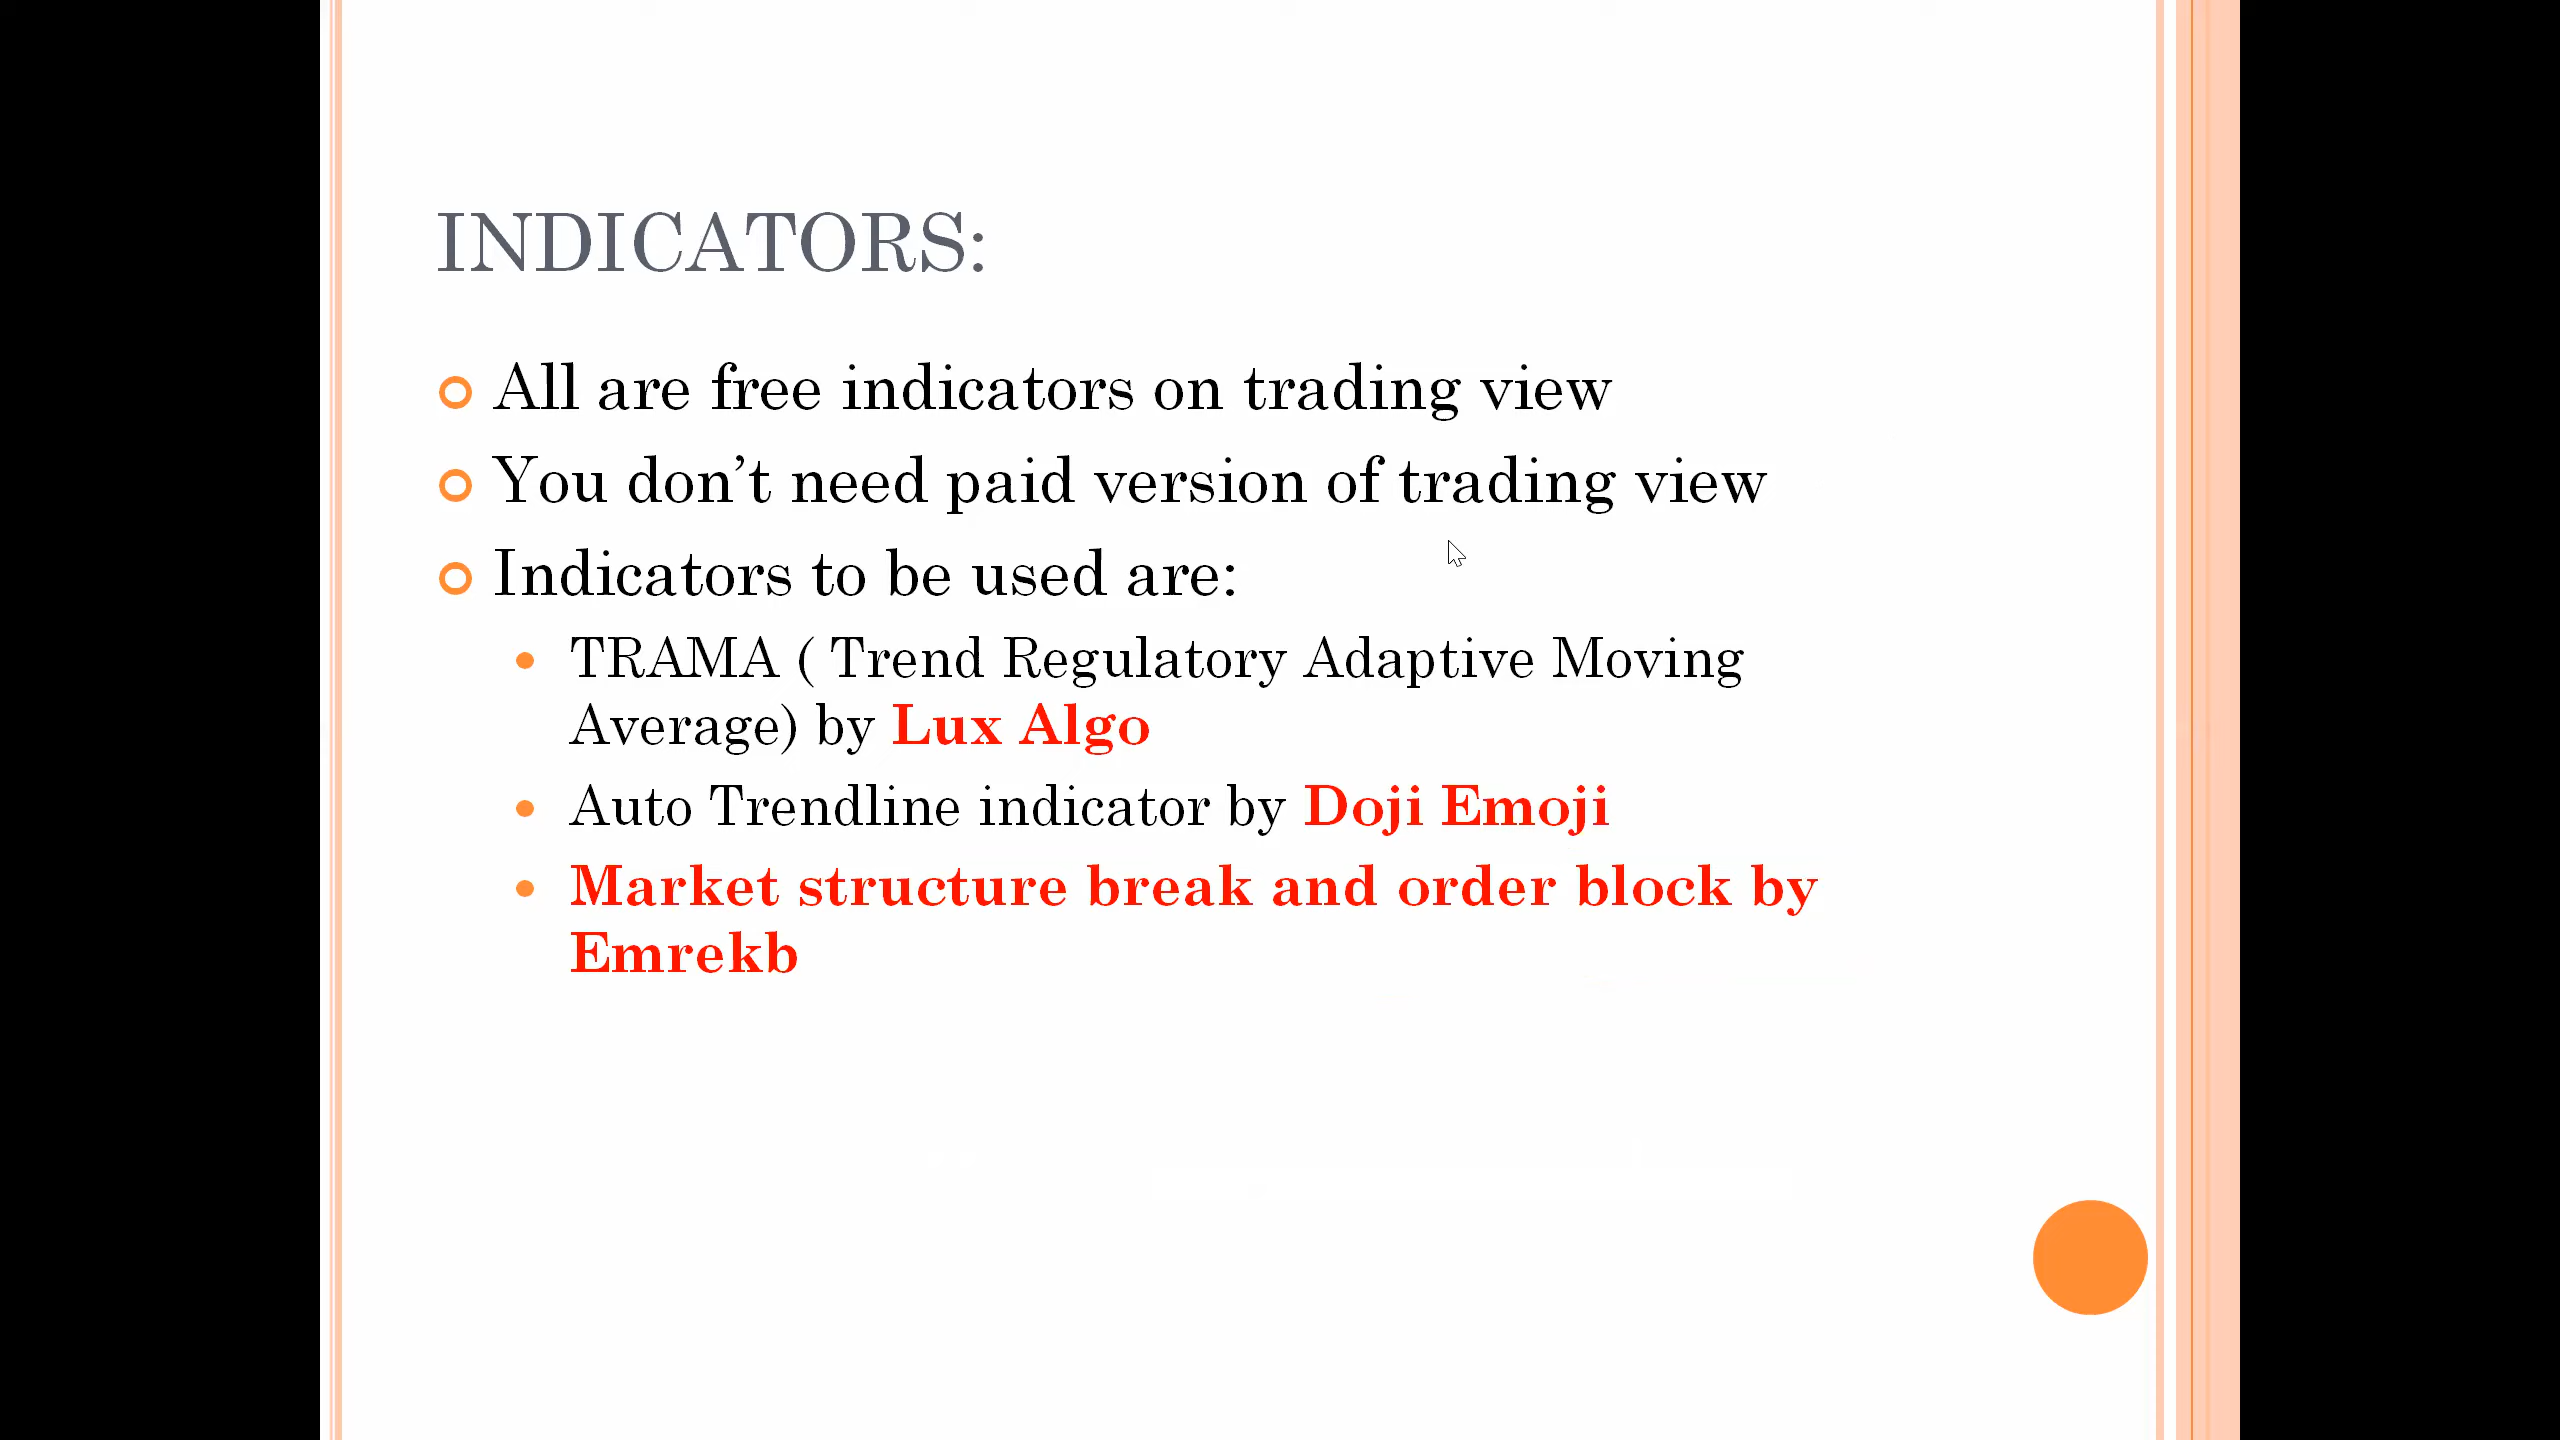 INDICATORS:
All are free indicators on trading view
You don’t need paid version of trading view
Indicators to be used are:
TRAMA ( Trend Regulatory Adaptive Moving
Average) by Lux Algo
Auto Trendline indicator by Doji Emoji
Market structure break and order block by
Emrekb